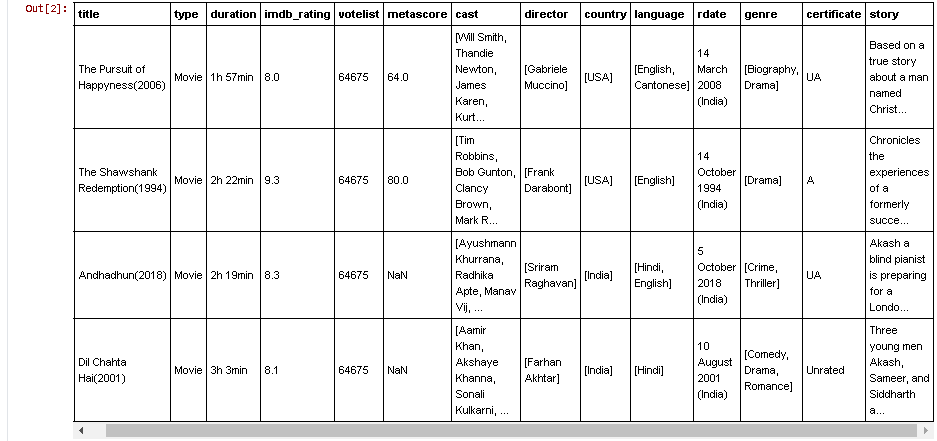 Out[2]:
title type duration imdb_rating votelist metascore cast director country language rdate genre certificate story
The Pursuit of Happyness(2006) Movie 1h 57min 8.0 64675 64.0 [Will Smith, Thandie Newton, James Karen, Kurt... [Gabriele Muccino] [USA] [English, Cantonese] 14 March 2008 (India) [Biography, Drama] UA Based on a true story about a man named Christ...
The Shawshank Redemption(1994) Movie 2h 22min 9.3 64675 80.0 [Tim Robbins, Bob Gunton, Clancy Brown, Mark R... [Frank Darabont] [USA] [English] 14 October 1994 (India) [Drama] A Chronicles the experiences of a formerly succe...
Andhadhun(2018) Movie 2h 19min 8.3 64675 NaN [Ayushmann Khurrana, Radhika Apte, Manav Vij, ... [Sriram Raghavan] [India] [Hindi, English] 5 October 2018 (India) [Crime, Thriller] UA Akash a blind pianist is preparing for a Londo...
Dil Chahta Hai(2001) Movie 3h 3min 8.1 64675 NaN [Aamir Khan, Akshaye Khanna, Sonali Kulkarni, ... [Farhan Akhtar] [India] [Hindi] 10 August 2001 (India) [Comedy, Drama, Romance] Unrated Three young men Akash, Sameer, and Siddharth a...